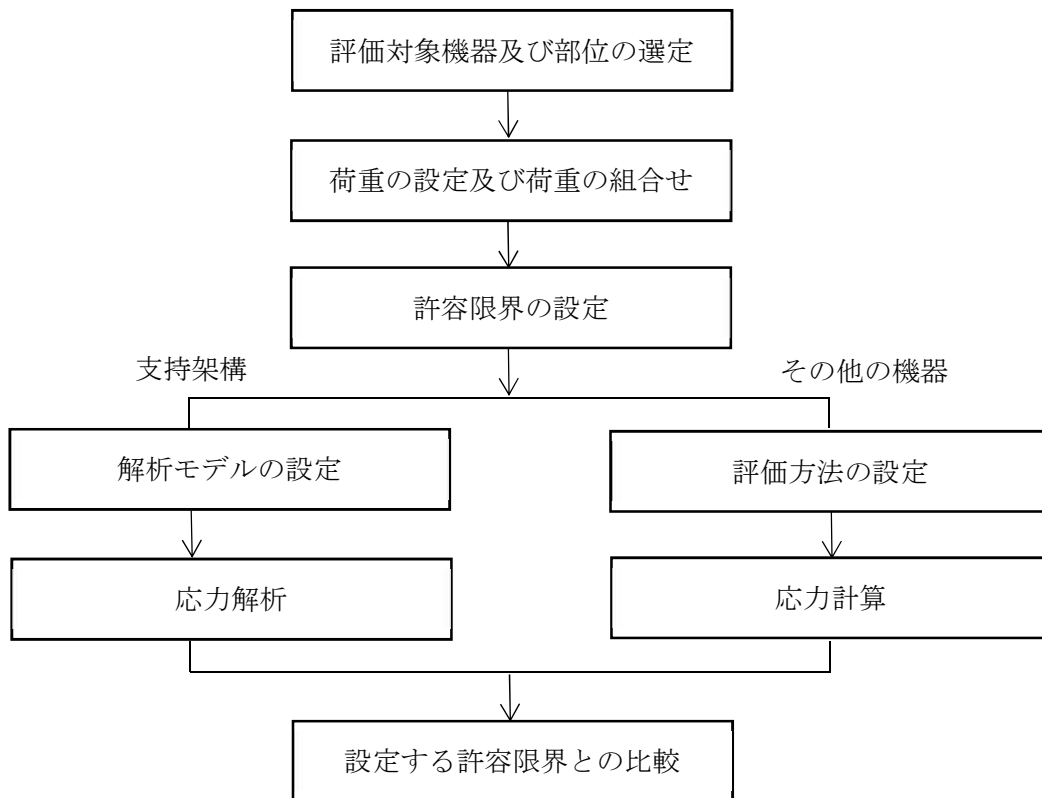 評価対象機器及び部位の選定
荷重の設定及び荷重の組合せ
許容限界の設定
支持架構
その他の機器
解析モデルの設定
評価方法の設定
応力解析
応力計算
設定する許容限界との比較